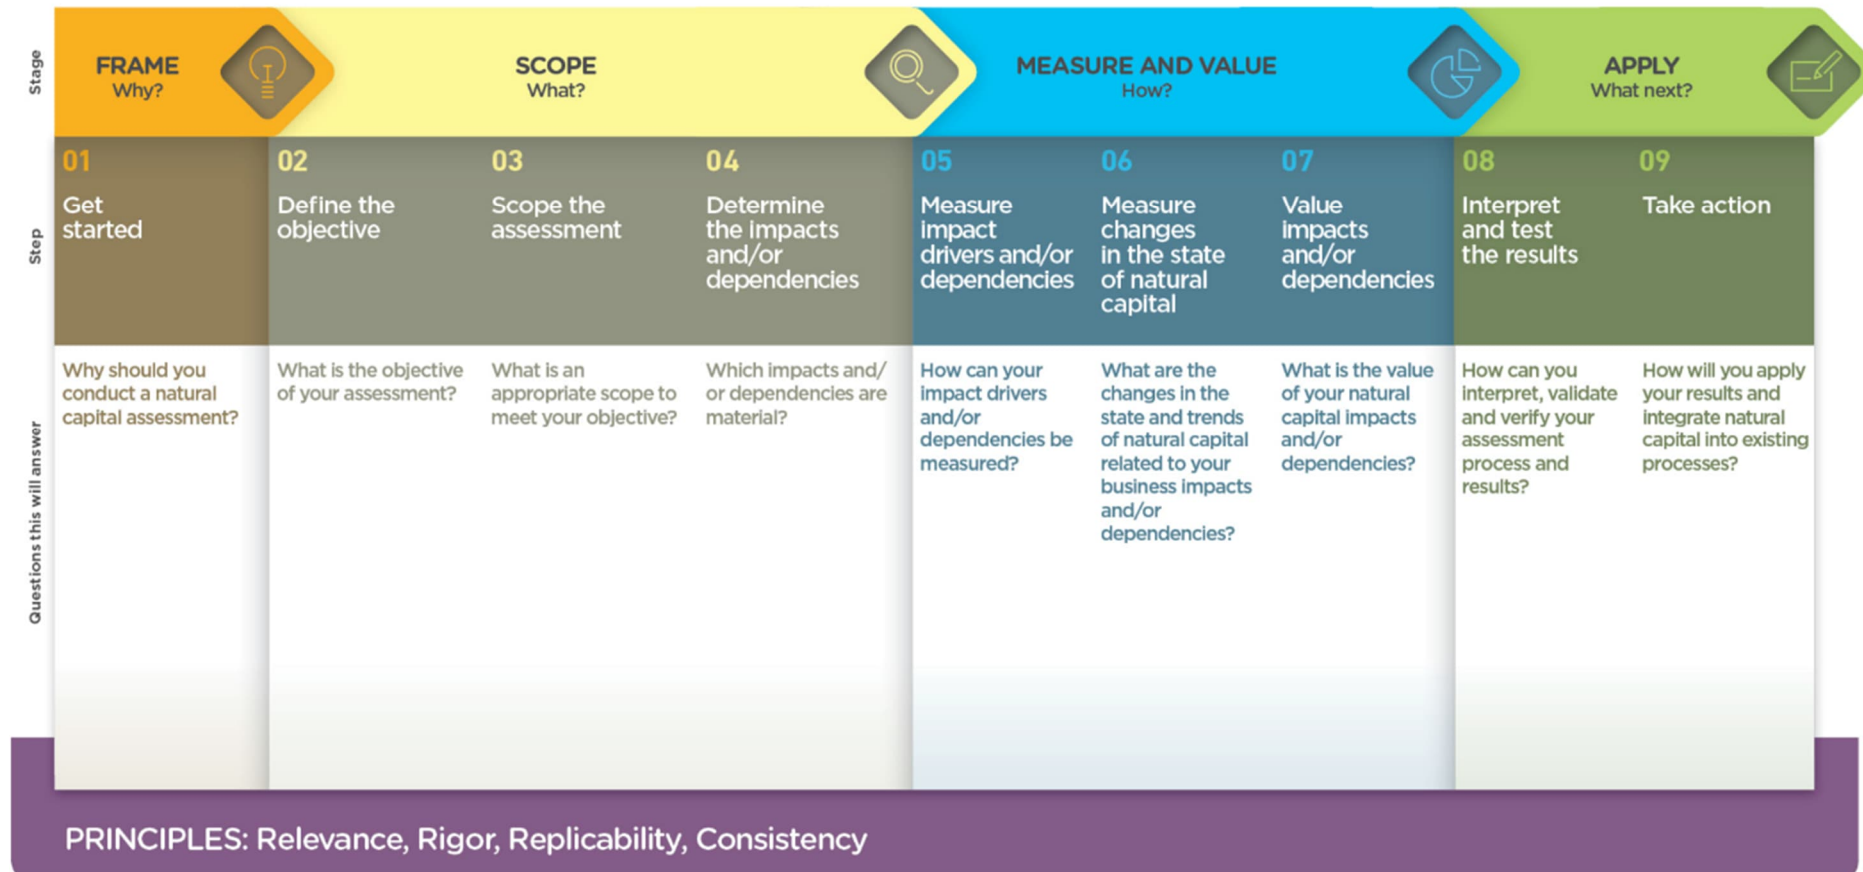 Stage
FRAME
Why?
SCOPE
What?
MEASURE AND VALUE
How?
APPLY
What next?
Step
01
Get
started
02
Define the
objective
03
Scope the
assessment
04
Determine
the impacts
and/or
dependencies
05
Measure
impact
drivers and/or
dependencies
06
Measure
changes
in the state
of natural
capital
07
Value
impacts
and/or
dependencies
08
Interpret
and test
the results
09
Take action
Questions this will answer
Why should you
conduct a natural
capital assessment?
What is the objective
of your assessment?
What is an
appropriate scope to
meet your objective?
Which impacts and/
or dependencies are
material?
How can your
impact drivers
and/or
dependencies be
measured?
What are the
changes in the
state and trends
of natural capital
related to your
business impacts
and/or
dependencies?
What is the value
of your natural
capital impacts
and/or
dependencies?
How can you
interpret, validate
and verify your
assessment
process and
results?
How will you apply
your results and
integrate natural
capital into existing
processes?
PRINCIPLES: Relevance, Rigor, Replicability, Consistency